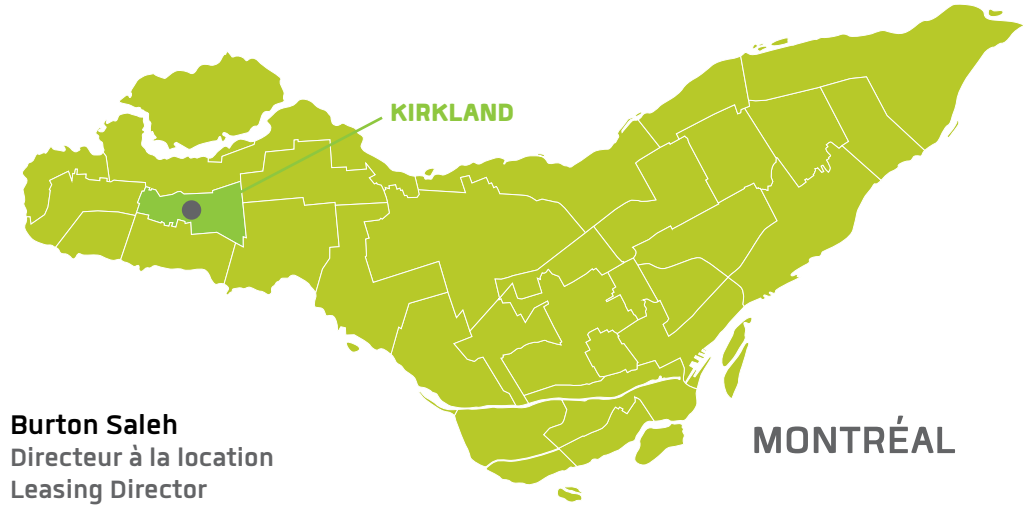 KIRKLAND
Burton Saleh
Directeur à la location
Leasing Director
MONTRÉAL